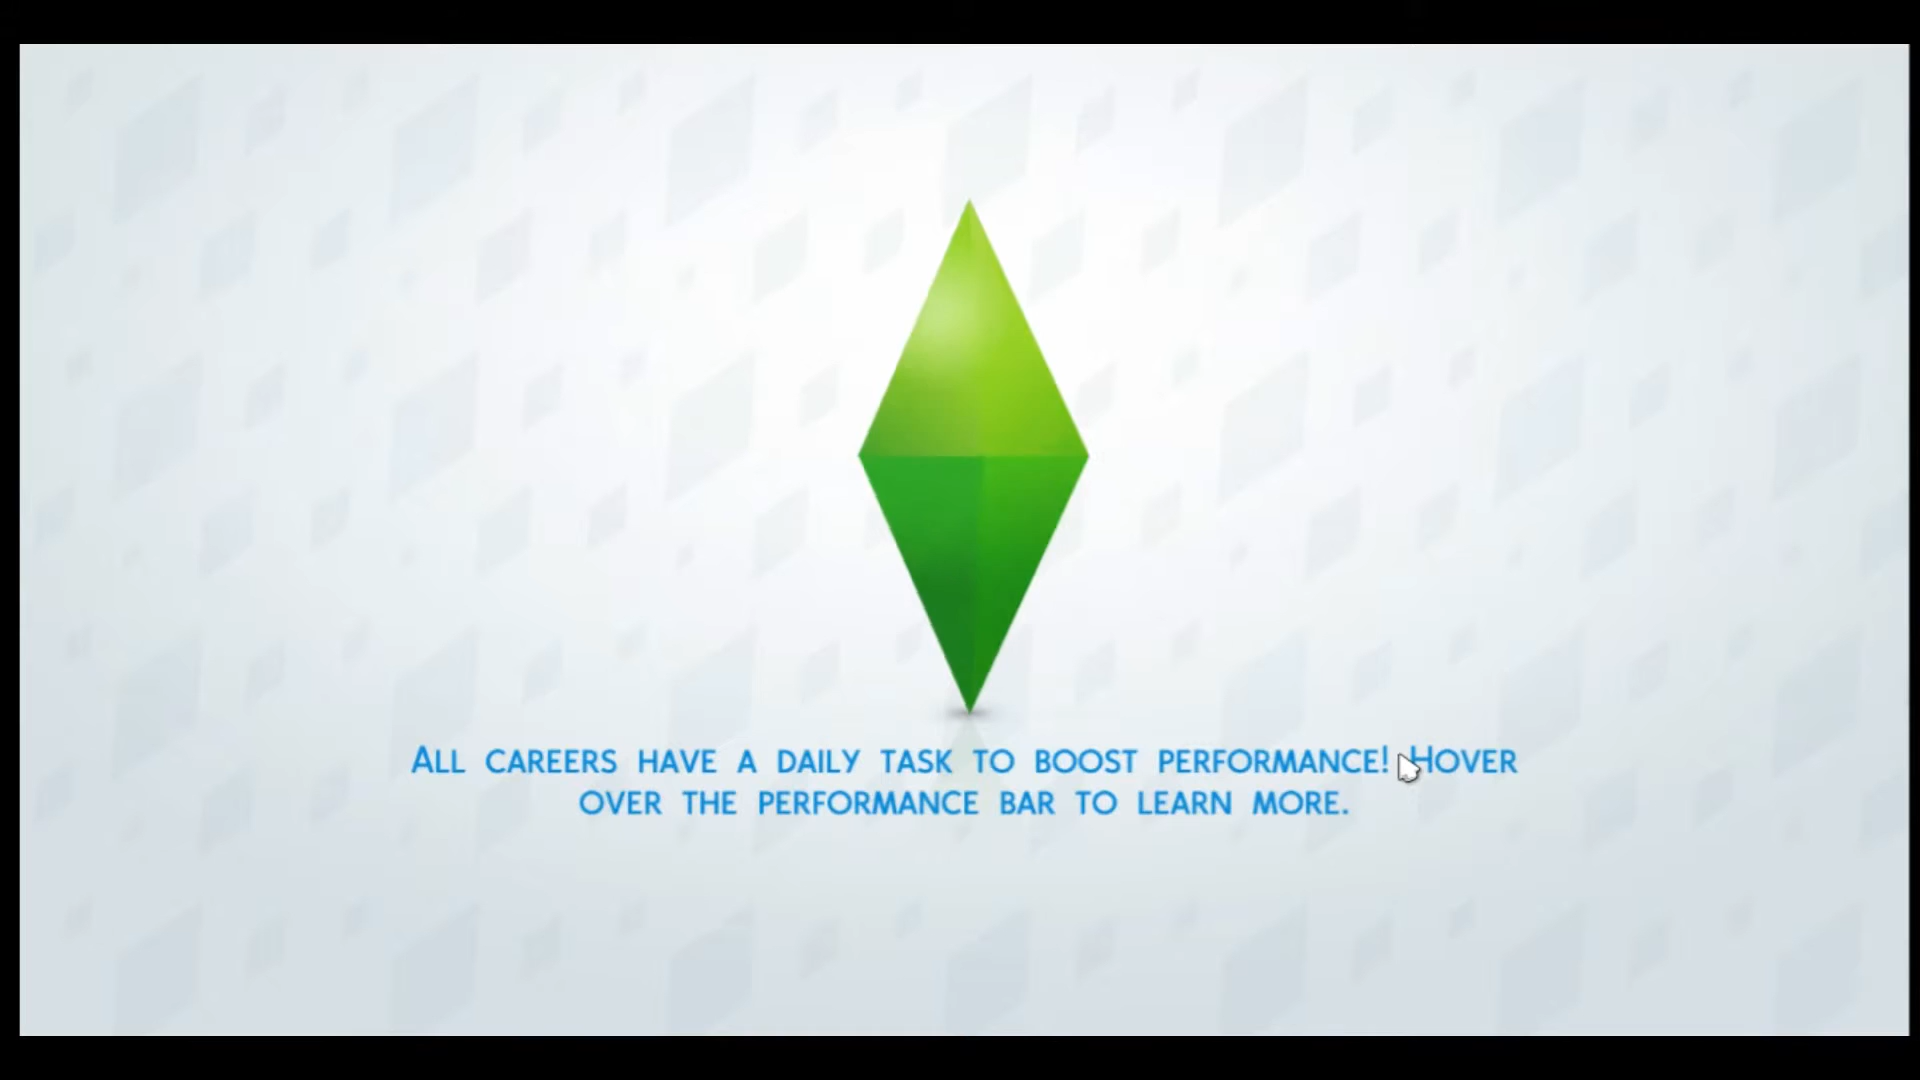 All careers have a daily task to boost performance! Hover
over the performance bar to learn more.